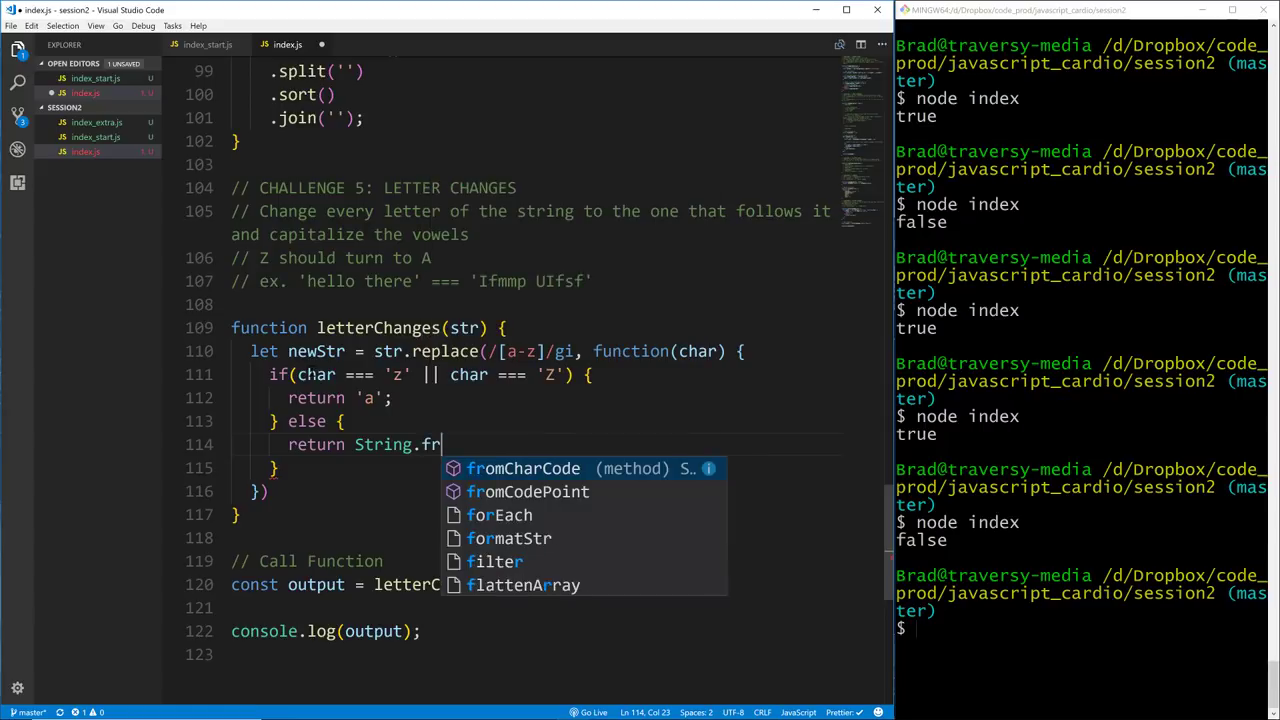 index.js - session2 - Visual Studio Code
File Edit Selection View Go Debug Tasks Help
EXPLORER
OPEN EDITORS 1 UNSAVED
index_start.js U
index.js 1, U
SESSION2
index_extra.js U
index_start.js U
index.js 1, U
index_start.js
index.js
99 .split('')
100 .sort()
101 .join('');
102 }
103
104 // CHALLENGE 5: LETTER CHANGES
105 // Change every letter of the string to the one that follows it
and capitalize the vowels
106 // Z should turn to A
107 // ex. 'hello there' === 'Ifmmp UIfsf'
108
109 function letterChanges(str) {
110 let newStr = str.replace(/[a-z]/gi, function(char) {
111 if(char === 'z' || char === 'Z') {
112 return 'a';
113 } else {
114 return String.fr
115 }
116 })
117 }
118
119 // Call Function
120 const output = letterC
121
122 console.log(output);
123
fromCharCode (method) S..
fromCodePoint
forEach
formatStr
filter
flattenArray
master* 1 0
Go Live Ln 114, Col 23 Spaces: 2 UTF-8 CRLF JavaScript Prettier: ✓
MINGW64:/d/Dropbox/code_prod/javascript_cardio/session2
Brad@traversy-media /d/Dropbox/code_
prod/javascript_cardio/session2 (mas
ter)
$ node index
true
Brad@traversy-media /d/Dropbox/code_
prod/javascript_cardio/session2 (mas
ter)
$ node index
false
Brad@traversy-media /d/Dropbox/code_
prod/javascript_cardio/session2 (mas
ter)
$ node index
true
Brad@traversy-media /d/Dropbox/code_
prod/javascript_cardio/session2 (mas
ter)
$ node index
true
Brad@traversy-media /d/Dropbox/code_
prod/javascript_cardio/session2 (mas
ter)
$ node index
false
Brad@traversy-media /d/Dropbox/code_
prod/javascript_cardio/session2 (mas
ter)
$